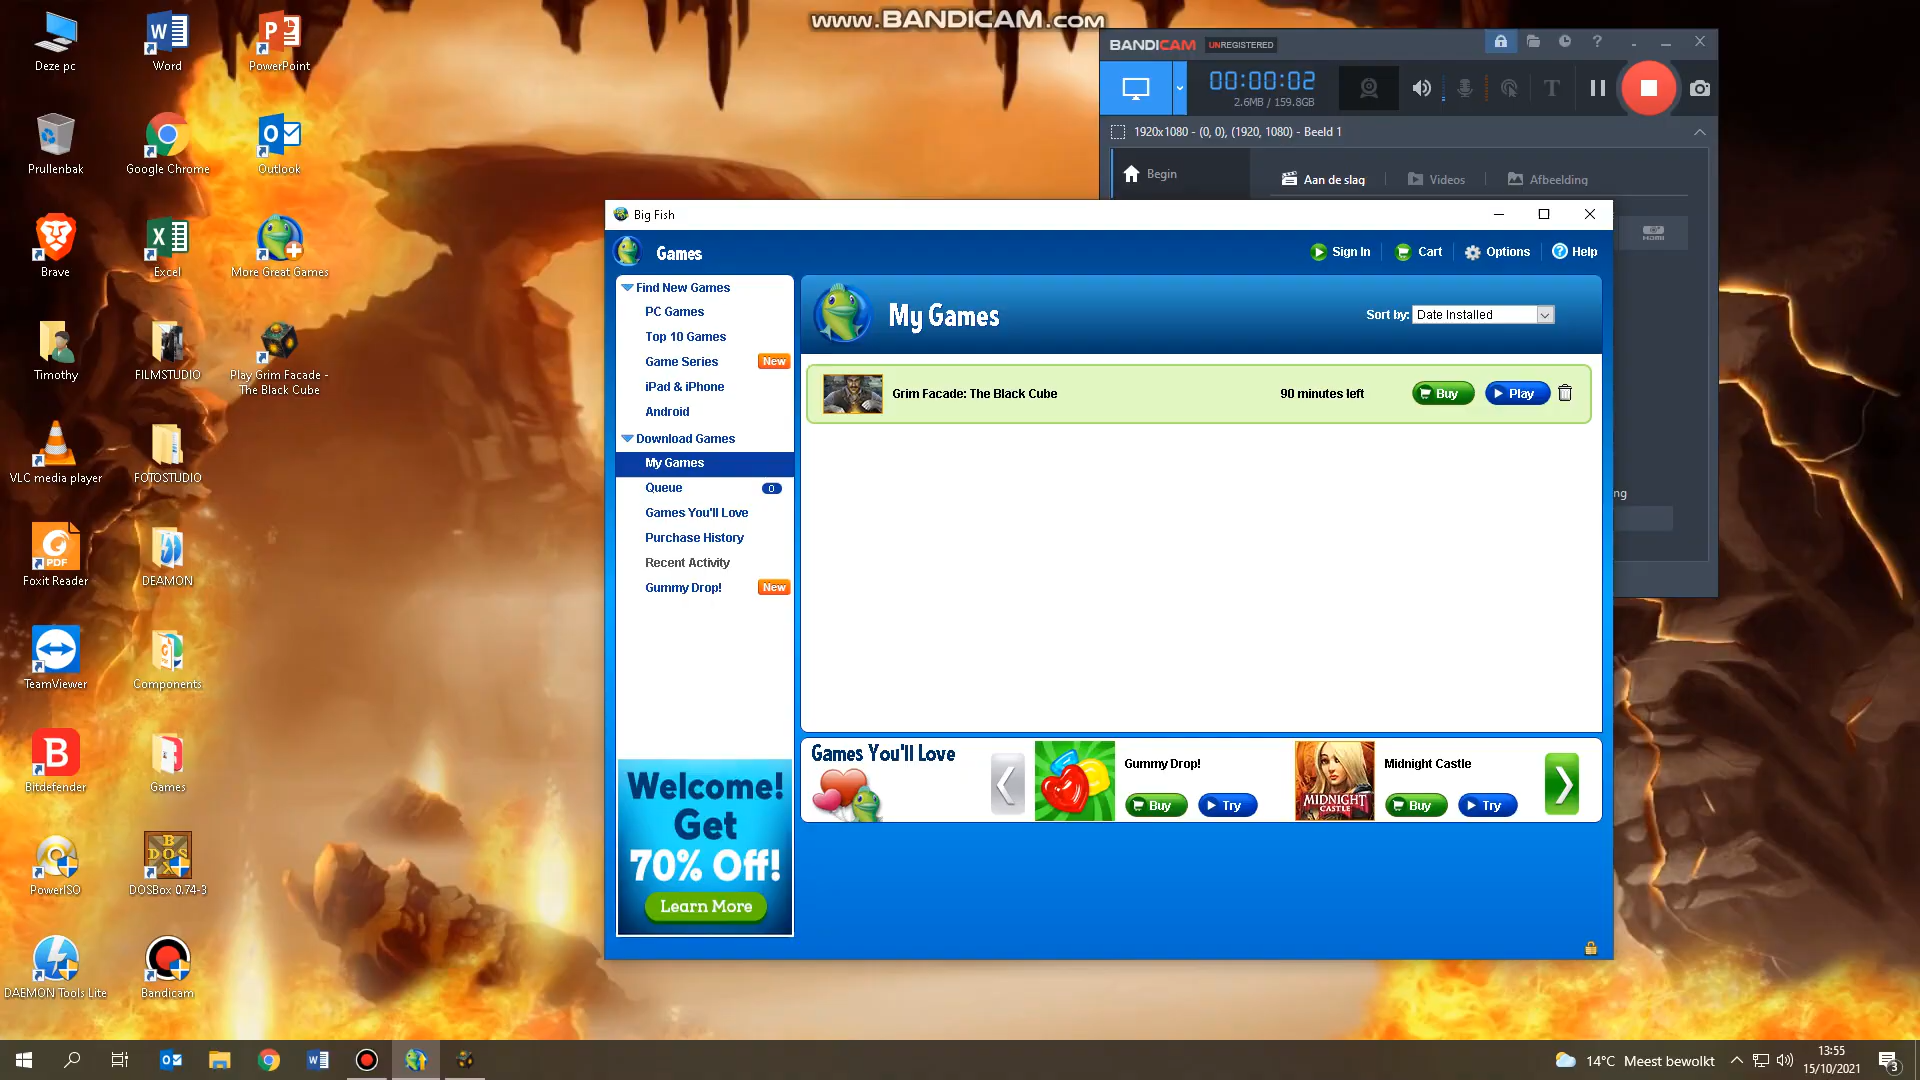 www.BANDICAM.com
Deze pc
Word
PowerPoint
Prullenbak
Google Chrome
Outlook
Brave
Excel
More Great Games
Timothy
FILMSTUDIO
Play Grim Facade -
The Black Cube
VLC media player
FOTOSTUDIO
Foxit Reader
DEAMON
TeamViewer
Components
Bitdefender
Games
PowerISO
DOSBox 0.74-3
DAEMON Tools Lite
Bandicam
BANDICAM UNREGISTERED
00:00:02
2.6MB / 159.8GB
1920x1080 - (0, 0), (1920, 1080) - Beeld 1
Begin
Aan de slag
Videos
Afbeelding
HDMI
ng
Big Fish
Games
Sign In
Cart
Options
Help
Find New Games
PC Games
Top 10 Games
Game Series New
iPad & iPhone
Android
Download Games
My Games
Queue 0
Games You'll Love
Purchase History
Recent Activity
Gummy Drop! New
Welcome!
Get
70% Off!
Learn More
My Games
Sort by: Date Installed
Grim Facade: The Black Cube 90 minutes left Buy Play
Games You'll Love
Gummy Drop!
Buy Try
MIDNIGHT
CASTLE
Midnight Castle
Buy Try
14°C Meest bewolkt
13:55
15/10/2021
3